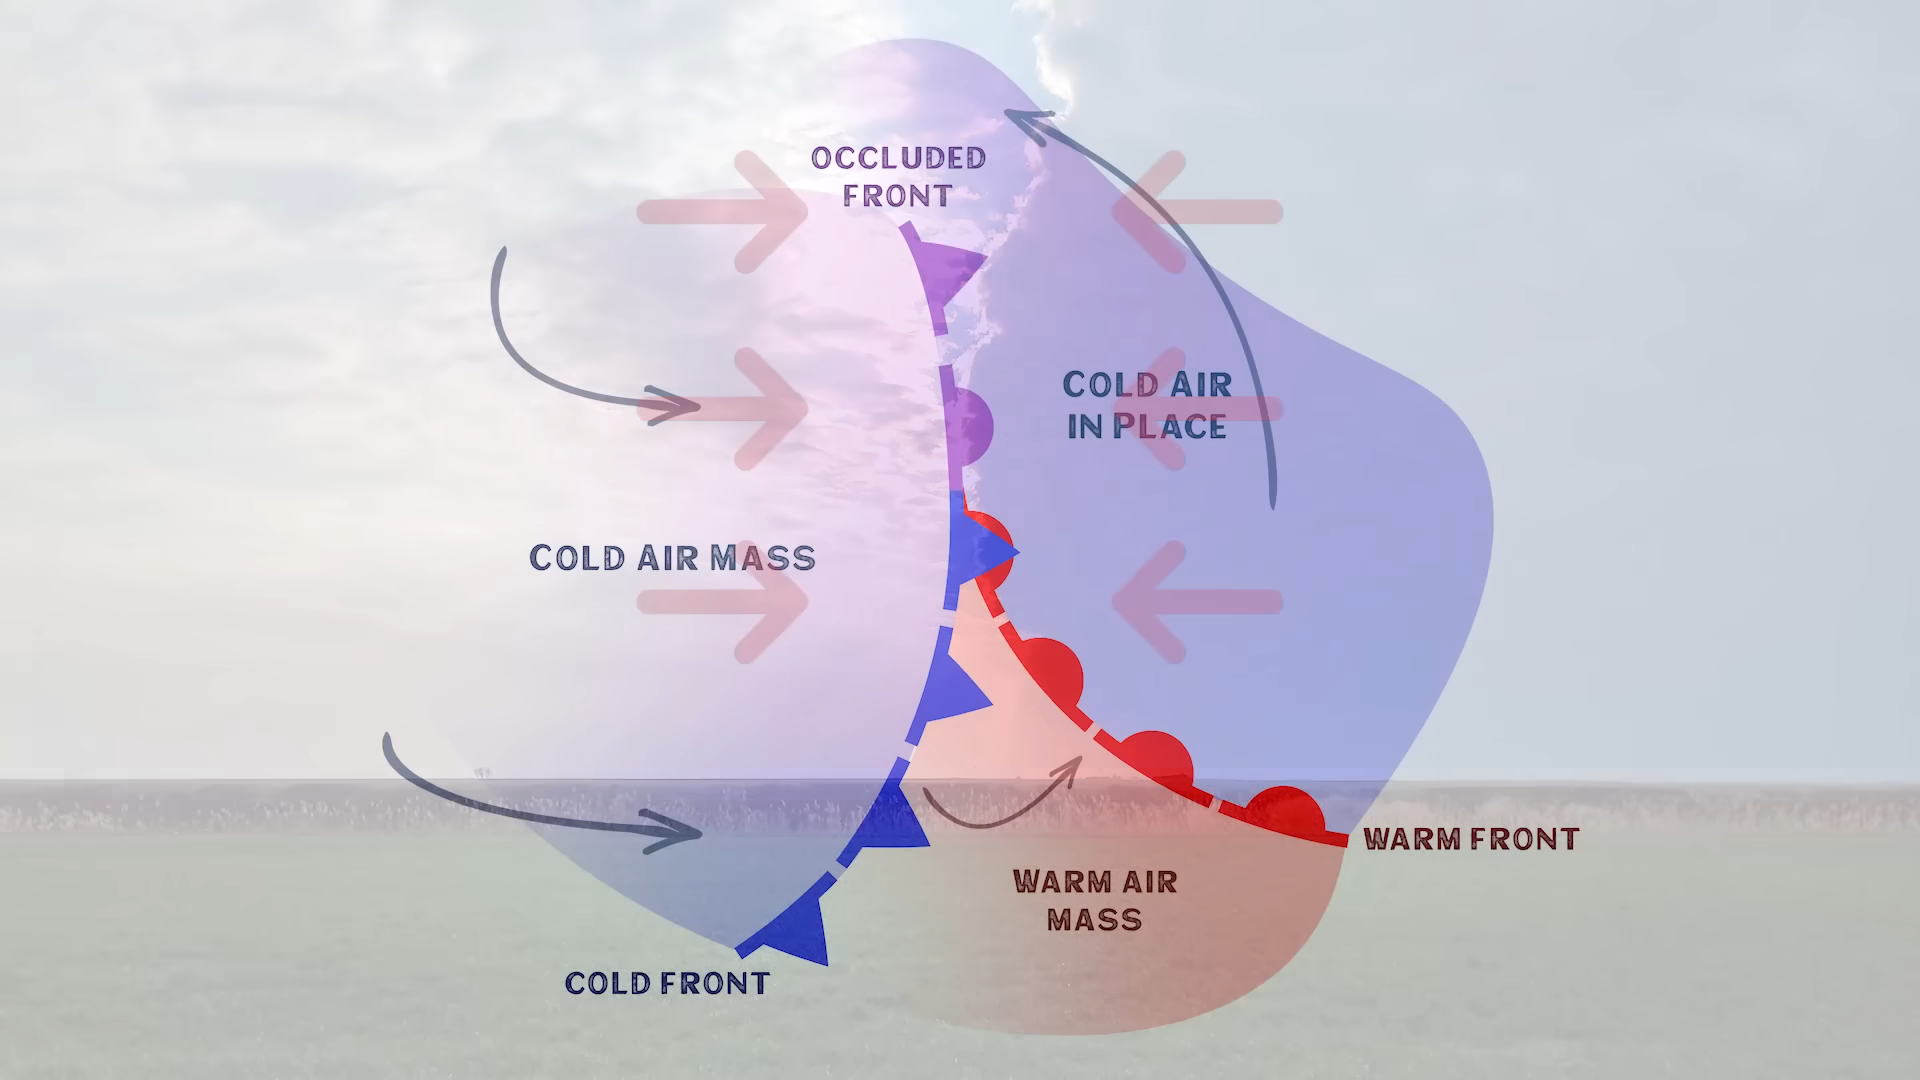 OCCLUDED
FRONT
COLD AIR
IN PLACE
COLD AIR MASS
WARM FRONT
WARM AIR
MASS
COLD FRONT